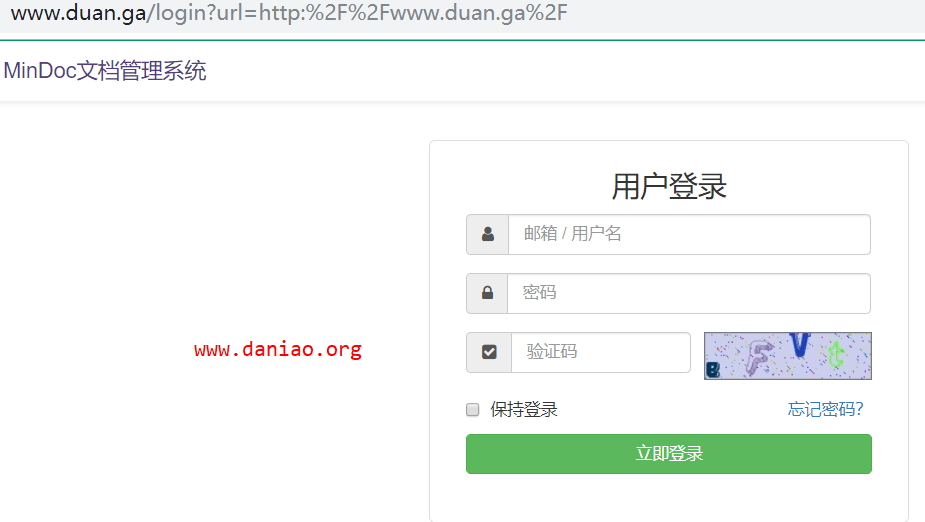 www.duan.ga/login?url=http:%2F%2Fwww.duan.ga%2F
MinDoc文档管理系统
用户登录
邮箱 / 用户名
密码
www.daniao.org
验证码
B F V t
保持登录
忘记密码?
立即登录